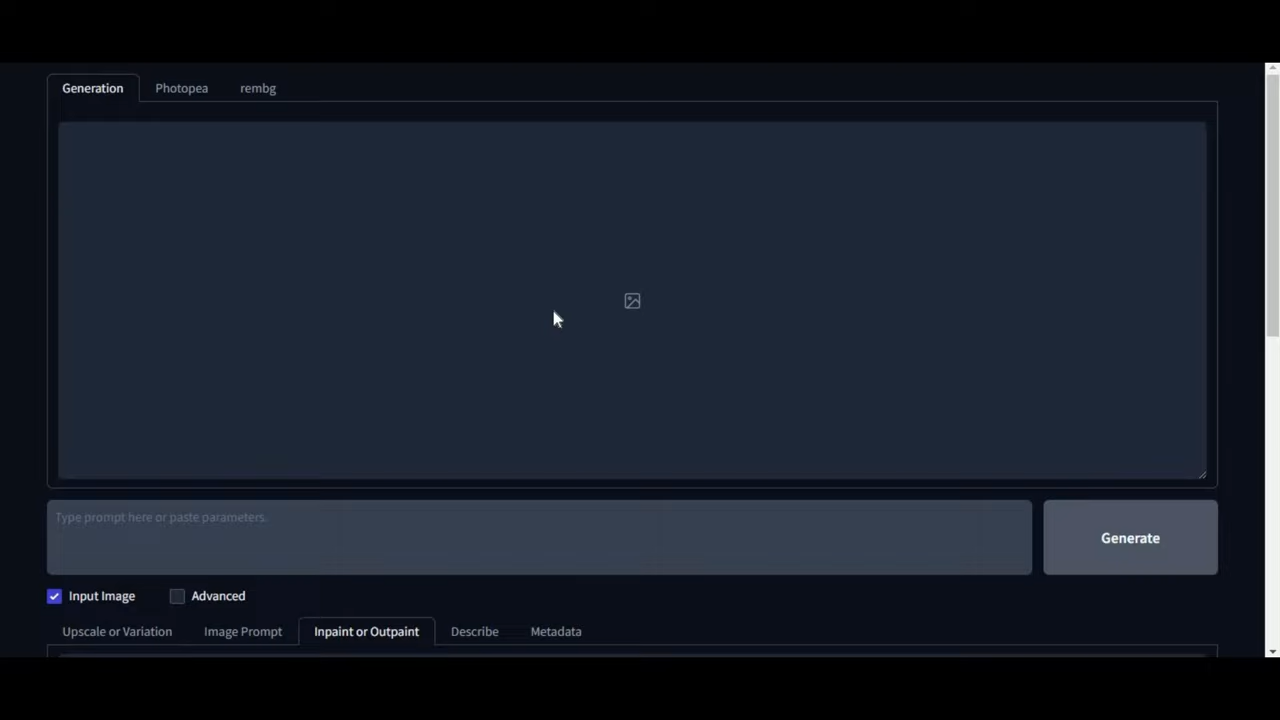 Generation Photopea rembg
Type prompt here or paste parameters.
Generate
Input Image Advanced
Upscale or Variation Image Prompt Inpaint or Outpaint Describe Metadata